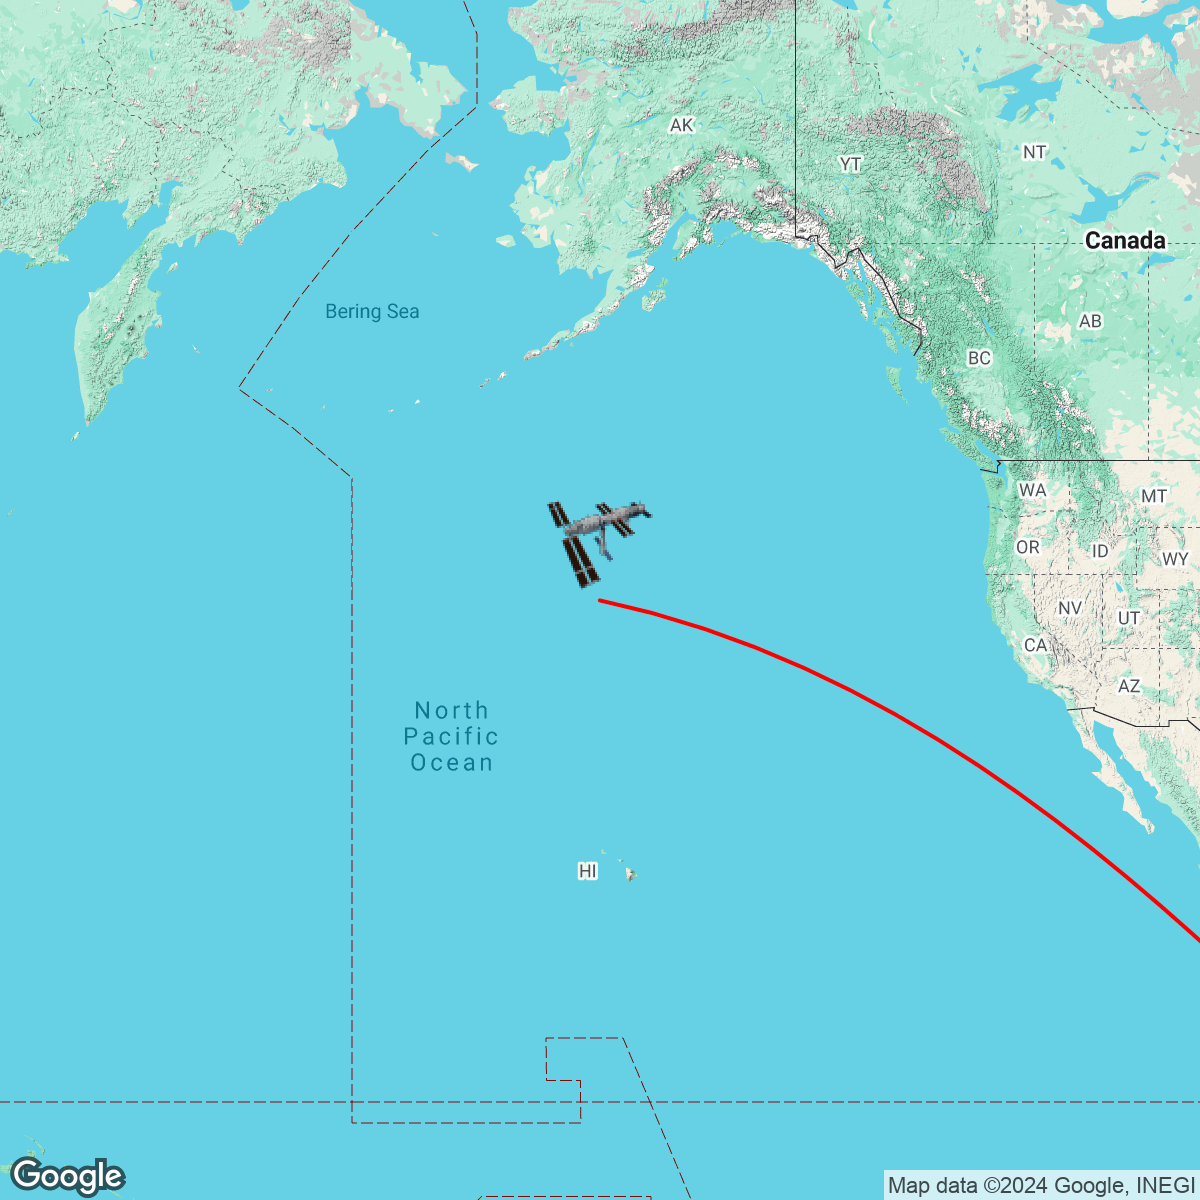 AK
YT
NT
Canada
Bering Sea
AB
BC
WA
MT
OR
ID
WY
NV
UT
CA
AZ
North
Pacific
Ocean
HI
Google
Map data ©2024 Google, INEGI